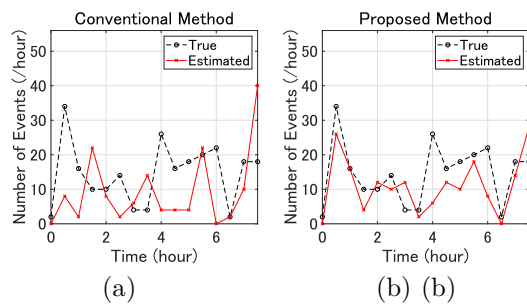 Conventional Method
Number of Events (/hour)
50
40
30
20
10
0
True
Estimated
0 2 4 6
Time (hour)
(a)
Proposed Method
Number of Events (/hour)
50
40
30
20
10
0
True
Estimated
0 2 4 6
Time (hour)
(b) (b)